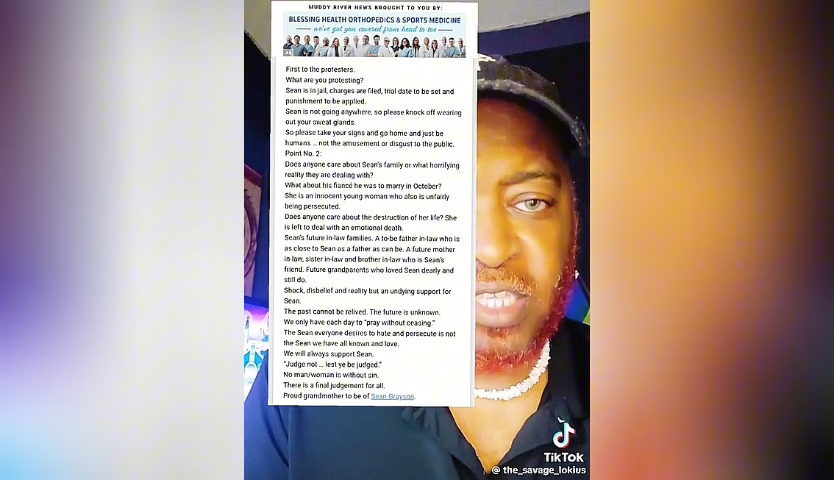 MUDDY RIVER NEWS BROUGHT TO YOU BY:
BLESSING HEALTH ORTHOPEDICS & SPORTS MEDICINE
we've got you covered from head to toe
First to the protesters.
What are you protesting?
Sean is in jail, charges are filed, trial date to be set and
punishment to be applied.
Sean is not going anywhere, so please knock off wearing
out your sweat glands.
So please take your signs and go home and just be
humans ... not the amusement or disgust to the public.
Point No. 2:
Does anyone care about Sean's family or what horrifying
reality they are dealing with?
What about his fiancé he was to marry in October?
She is an innocent young woman who also is unfairly
being persecuted.
Does anyone care about the destruction of her life? She
is left to deal with an emotional death.
Sean's future in-law families. A to-be father in-law who is
as close to Sean as a father as can be. A future mother
in-law, sister in-law and brother in-law who is Sean's
friend. Future grandparents who loved Sean dearly and
still do.
Shock, disbelief and reality but an undying support for
Sean.
The past cannot be relived. The future is unknown.
We only have each day to "pray without ceasing."
The Sean everyone desires to hate and persecute is not
the Sean we have all known and love.
We will always support Sean.
"Judge not ... lest ye be judged."
No man/woman is without sin.
There is a final judgement for all.
Proud grandmother to be of Sean Grayson.
TikTok
@the_savage_lokius